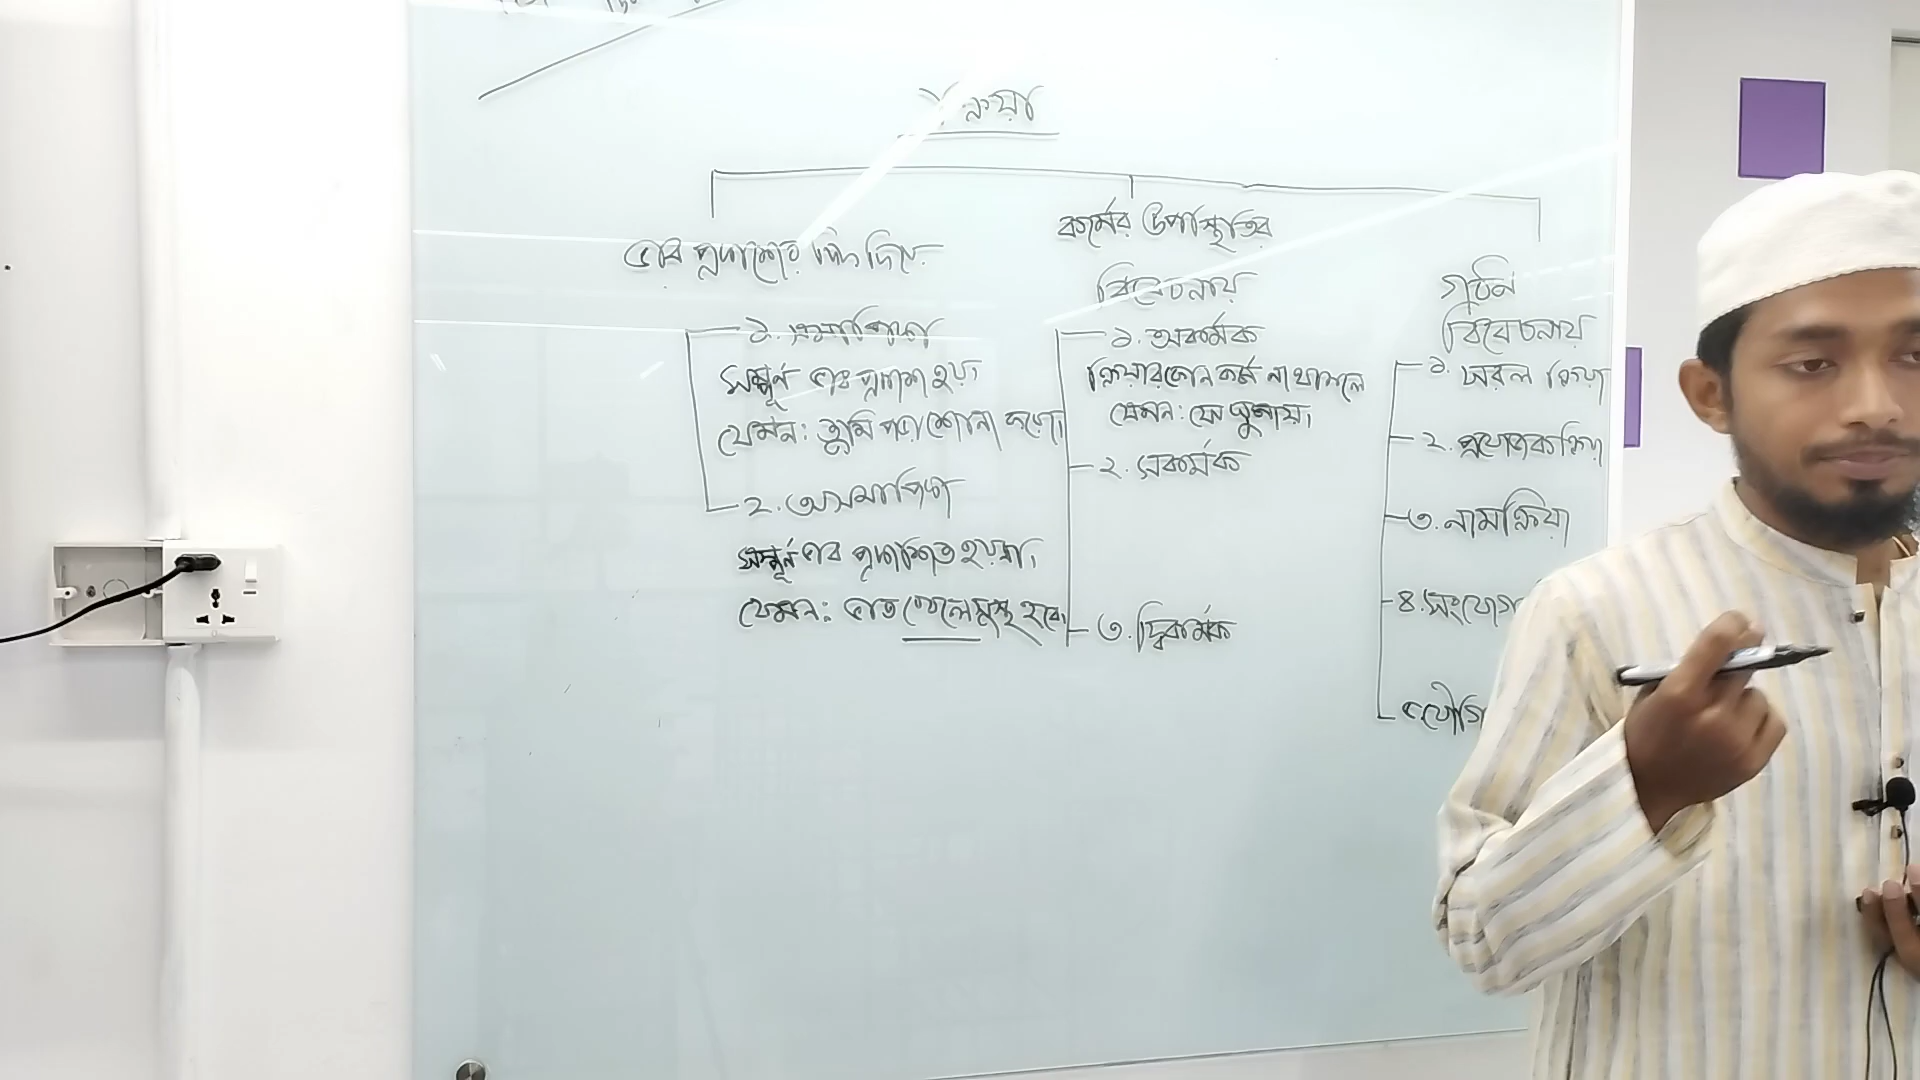 ক্রিয়া
ভাব প্রকাশের দিক দিয়ে
১. সমাপিকা
সম্পূর্ন ভাব প্রকাশ হয়।
যেমন: তুমি পড়াশোনা করো।
২. অসমাপিকা
সম্পূর্ন ভাব প্রকাশিত হয়না।
যেমন: ভাত খেলে সুস্থ হবে।
কর্মের উপস্থিতির
বিবেচনায়
১. অকর্মক
ক্রিয়ার কোন কর্ম না থাকলে
যেমন: সে ঘুমায়।
২. সকর্মক
৩. দ্বিকর্মক
গঠন
বিবেচনায়
১. সরল ক্রিয়া
২. প্রযোজক ক্রিয়া
৩. নামক্রিয়া
৪. সংযোগ
৫ যৌগি